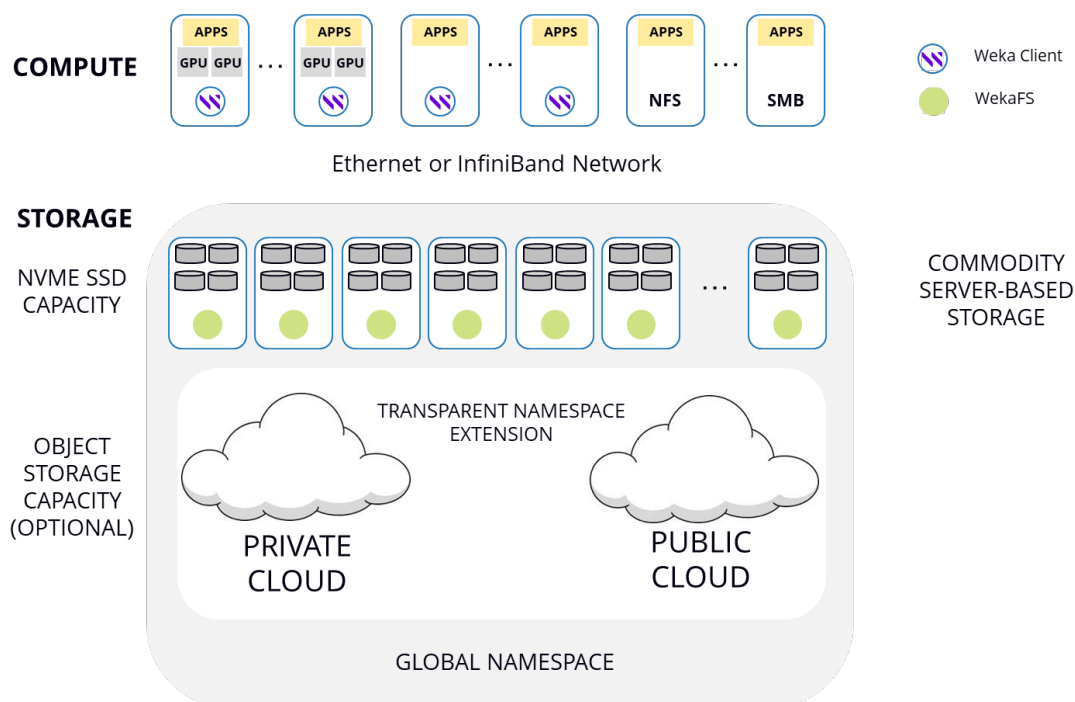 APPS
APPS
APPS
APPS
APPS
APPS
GPU GPU
...
GPU GPU
...
...
COMPUTE
NFS
SMB
Weka Client
WekaFS
Ethernet or InfiniBand Network
STORAGE
NVME SSD
CAPACITY
...
COMMODITY
SERVER-BASED
STORAGE
OBJECT
STORAGE
CAPACITY
(OPTIONAL)
TRANSPARENT NAMESPACE
EXTENSION
PRIVATE
CLOUD
PUBLIC
CLOUD
GLOBAL NAMESPACE